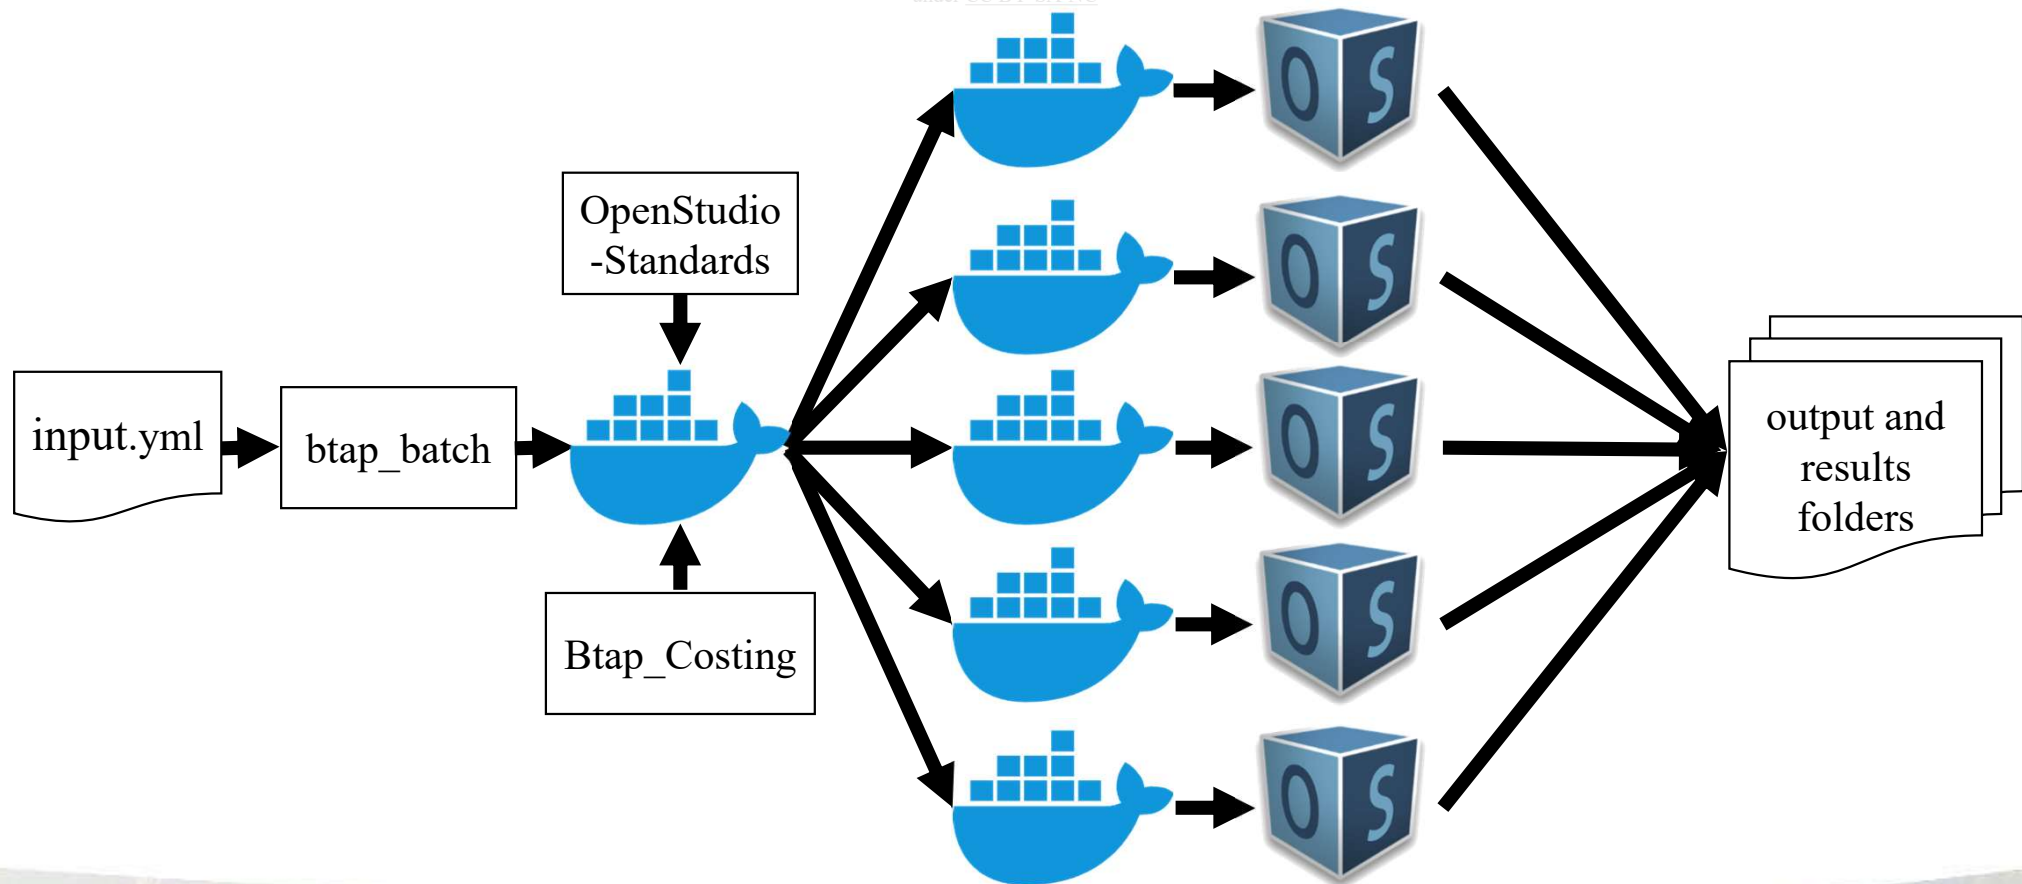 OpenStudio
-Standards
input.yml
btap_batch
Btap_Costing
O S
O S
O S
O S
O S
output and
results
folders